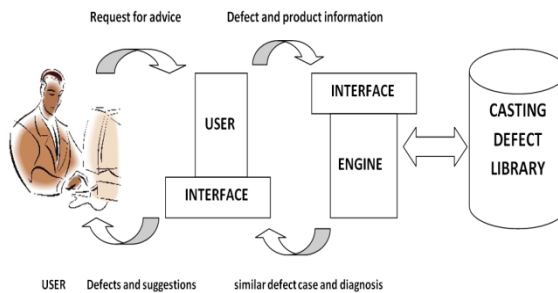 Request for advice
Defect and product information
USER
INTERFACE
INTERFACE
ENGINE
CASTING
DEFECT
LIBRARY
USER
Defects and suggestions
similar defect case and diagnosis